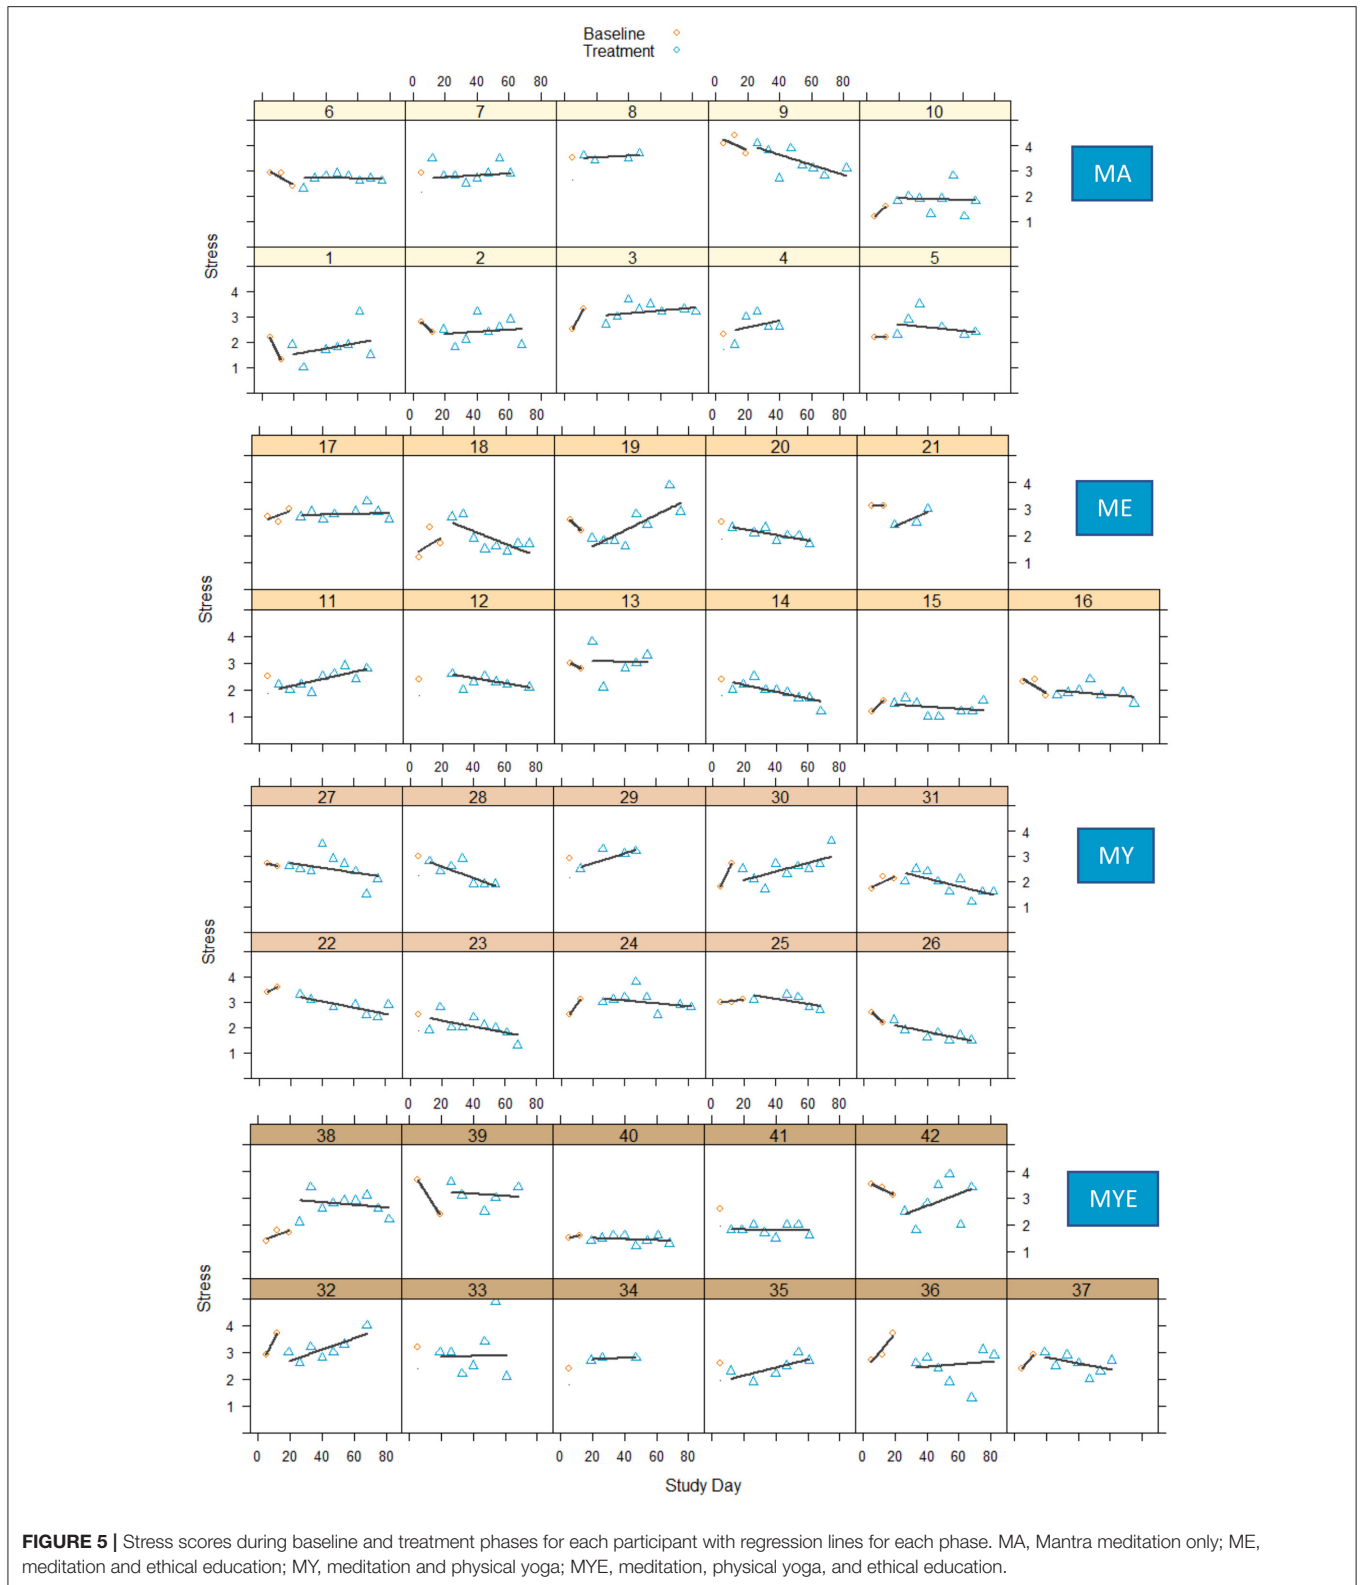 Baseline
Treatment
0 20 40 60 80 0 20 40 60 80
6 7 8 9 10
4
3
2
1
MA
Stress
1 2 3 4 5
4 4
3 3
2 2
1 1
0 20 40 60 80 0 20 40 60 80
17 18 19 20 21
4
3
2
1
ME
Stress
11 12 13 14 15 16
4
3
2
1
0 20 40 60 80 0 20 40 60 80
27 28 29 30 31
4
3
2
1
MY
Stress
22 23 24 25 26
4 4
3 3
2 2
1 1
0 20 40 60 80 0 20 40 60 80
38 39 40 41 42
4
3
2
1
MYE
Stress
32 33 34 35 36 37
4
3
2
1
0 20 40 60 80 0 20 40 60 80 0 20 40 60 80
Study Day
FIGURE 5 | Stress scores during baseline and treatment phases for each participant with regression lines for each phase. MA, Mantra meditation only; ME,
meditation and ethical education; MY, meditation and physical yoga; MYE, meditation, physical yoga, and ethical education.